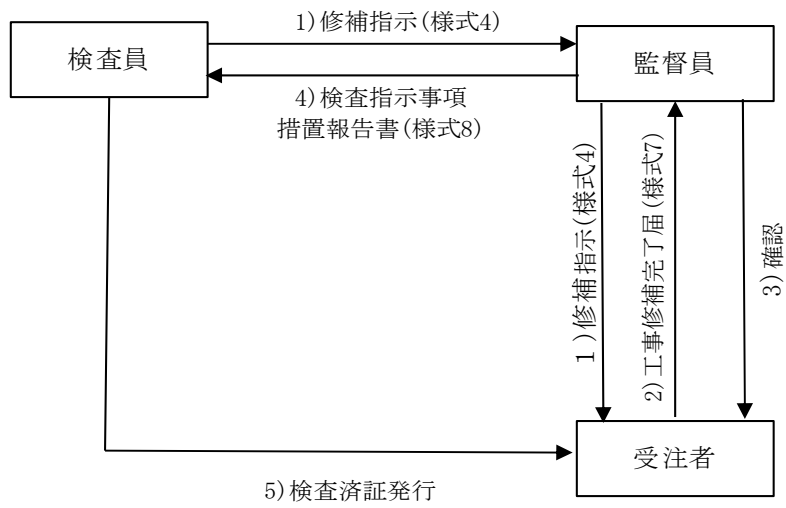 1)修補指示(様式4)
検査員
監督員
4)検査指示事項
措置報告書(様式8)
1)修補指示(様式4)
2)工事修補完了届(様式7)
3)確認
受注者
5)検査済証発行